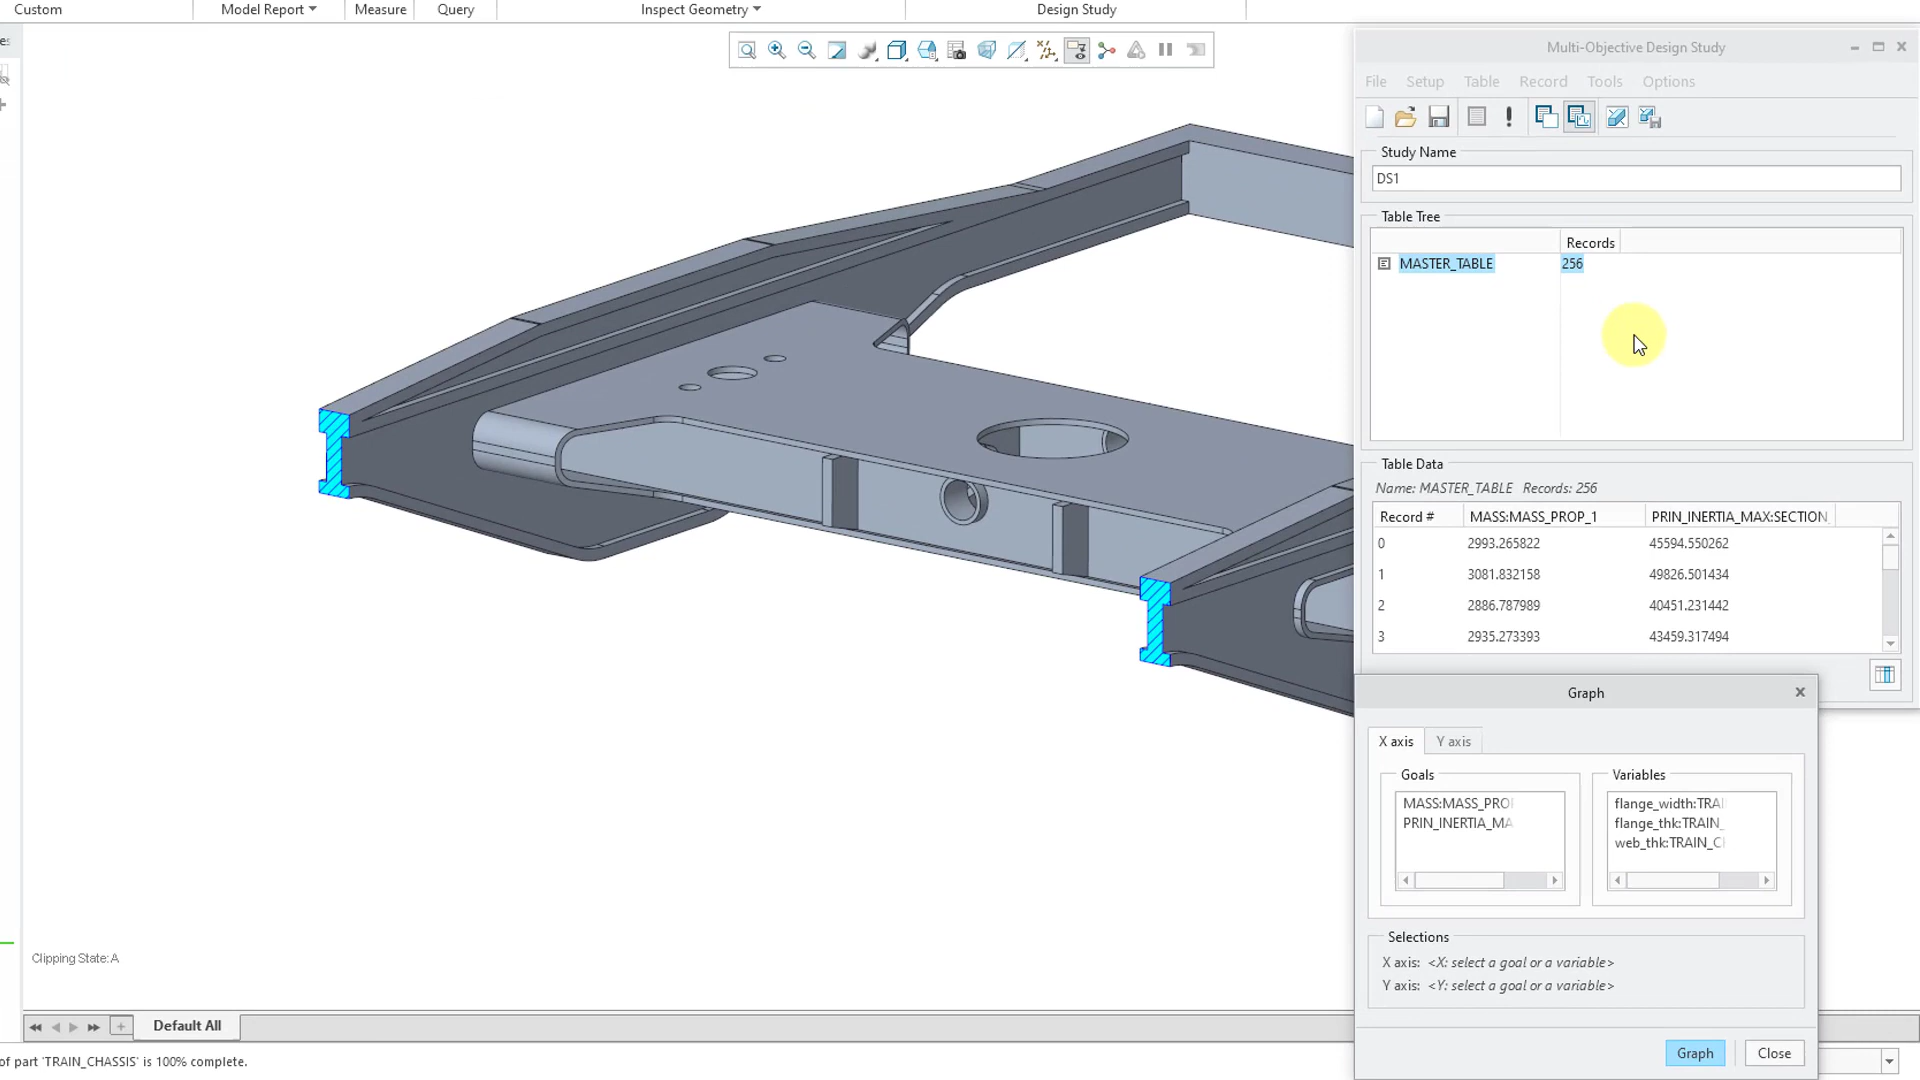 Custom
Model Report
Measure
Query
Inspect Geometry
Design Study
Multi-Objective Design Study
File Setup Table Record Tools Options
Study Name
DS1
Table Tree
Records
MASTER_TABLE 256
Table Data
Name: MASTER_TABLE Records: 256
Record # MASS:MASS_PROP_1 PRIN_INERTIA_MAX:SECTION_
0 2993.265822 45594.550262
1 3081.832158 49826.501434
2 2886.787989 40451.231442
3 2935.273393 43459.317494
Graph
X axis Y axis
Goals
MASS:MASS_PRO
PRIN_INERTIA_MA
Variables
flange_width:TRAI
flange_thk:TRAIN_
web_thk:TRAIN_C
Selections
X axis: <X: select a goal or a variable>
Y axis: <Y: select a goal or a variable>
Graph Close
Clipping State: A
Default All
of part 'TRAIN_CHASSIS' is 100% complete.